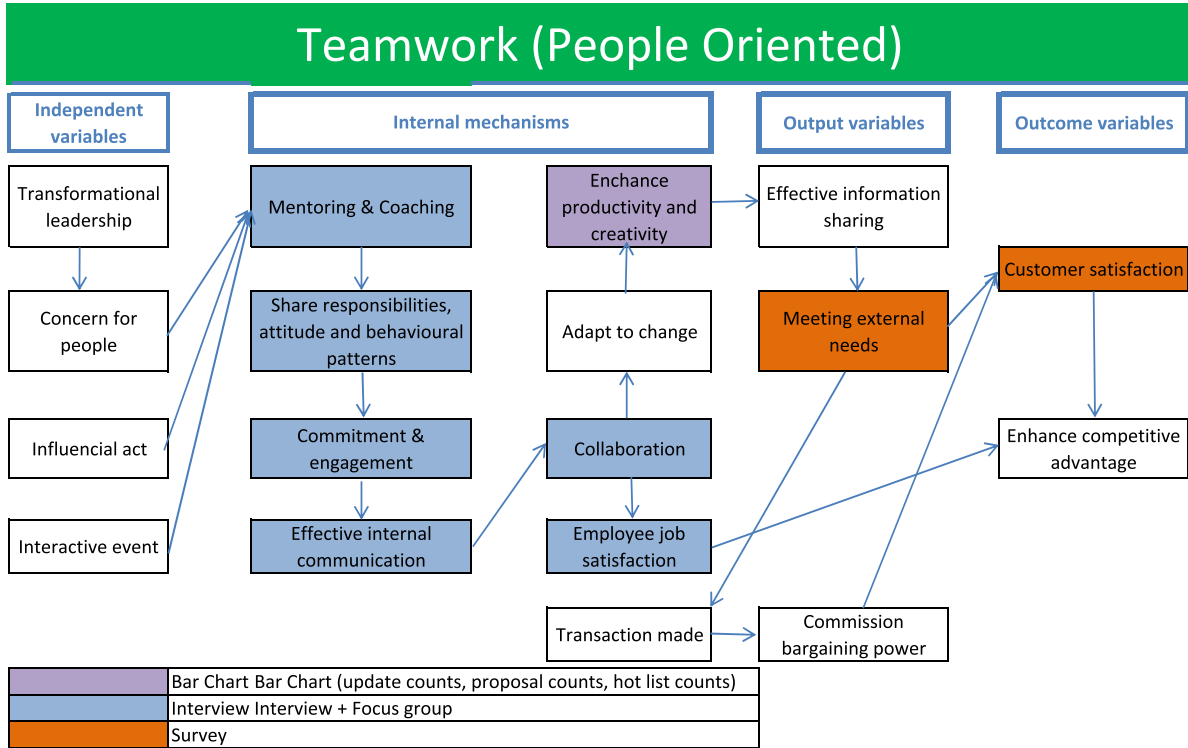 Teamwork (People Oriented)
Independent
variables
Internal mechanisms
Output variables
Outcome variables
Transformational
leadership
Mentoring & Coaching
Enchance
productivity and
creativity
Effective information
sharing
Customer satisfaction
Concern for
people
Share responsibilities,
attitude and behavioural
patterns
Adapt to change
Meeting external
needs
Influencial act
Commitment &
engagement
Collaboration
Enhance competitive
advantage
Interactive event
Effective internal
communication
Employee job
satisfaction
Transaction made
Commission
bargaining power
Bar Chart Bar Chart (update counts, proposal counts, hot list counts)
Interview Interview + Focus group
Survey